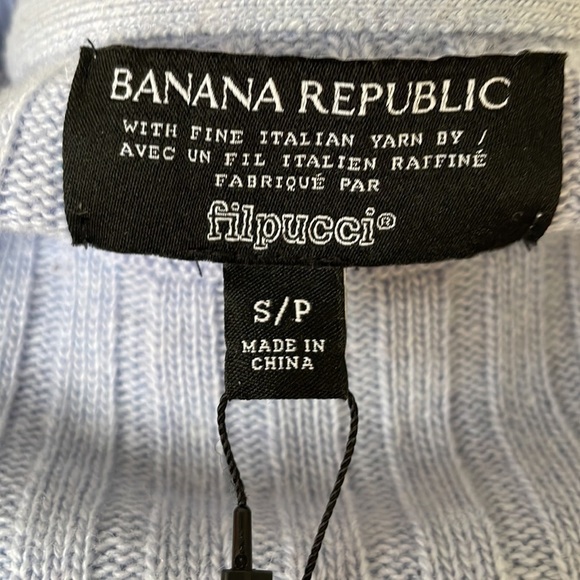 BANANA REPUBLIC
WITH FINE ITALIAN YARN BY /
AVEC UN FIL ITALIEN RAFFINÉ
FABRIQUÉ PAR
filpucci®
S/P
MADE IN
CHINA